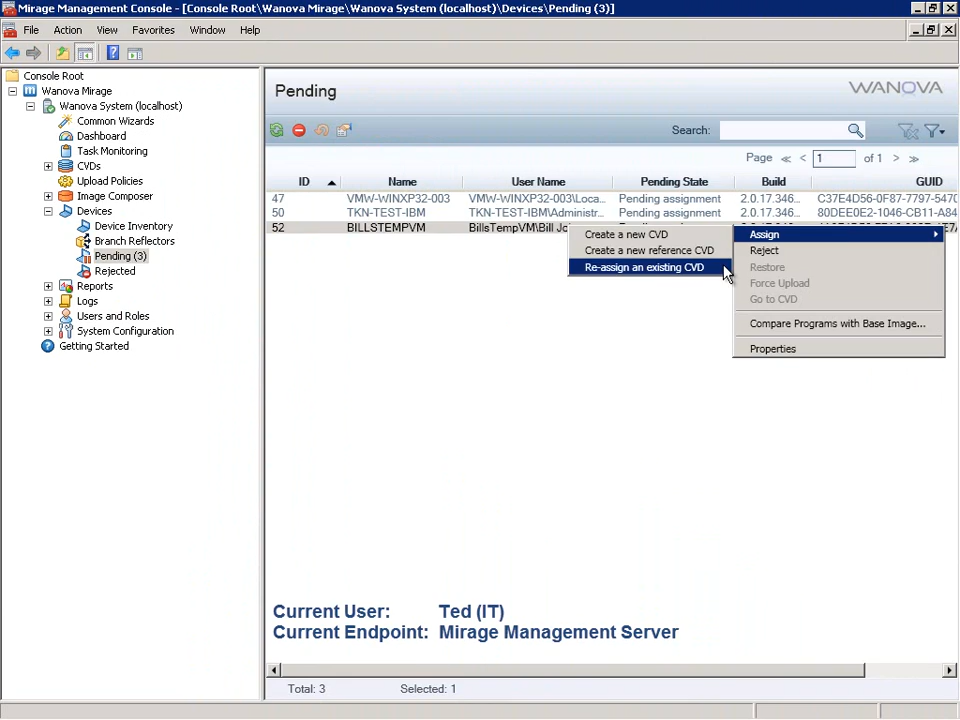 Mirage Management Console - [Console Root\Wanova Mirage\Wanova System (localhost)\Devices\Pending (3)]
File Action View Favorites Window Help
Console Root
Wanova Mirage
Wanova System (localhost)
Common Wizards
Dashboard
Task Monitoring
CVDs
Upload Policies
Image Composer
Devices
Device Inventory
Branch Reflectors
Pending (3)
Rejected
Reports
Logs
Users and Roles
System Configuration
Getting Started
Pending
WANOVA
Search:
Page « < 1 of 1 > »
ID Name User Name Pending State Build GUID
47 VMW-WINXP32-003 VMW-WINXP32-003\Loca... Pending assignment 2.0.17.346... C37E4D56-0F87-7797-5470
50 TKN-TEST-IBM TKN-TEST-IBM\Administr... Pending assignment 2.0.17.346... 80DEE0E2-1046-CB11-A84
52 BILLSTEMPVM BillsTempVM\Bill Jo
Create a new CVD
Create a new reference CVD
Re-assign an existing CVD
Assign
Reject
Restore
Force Upload
Go to CVD
Compare Programs with Base Image...
Properties
Current User: Ted (IT)
Current Endpoint: Mirage Management Server
Total: 3 Selected: 1